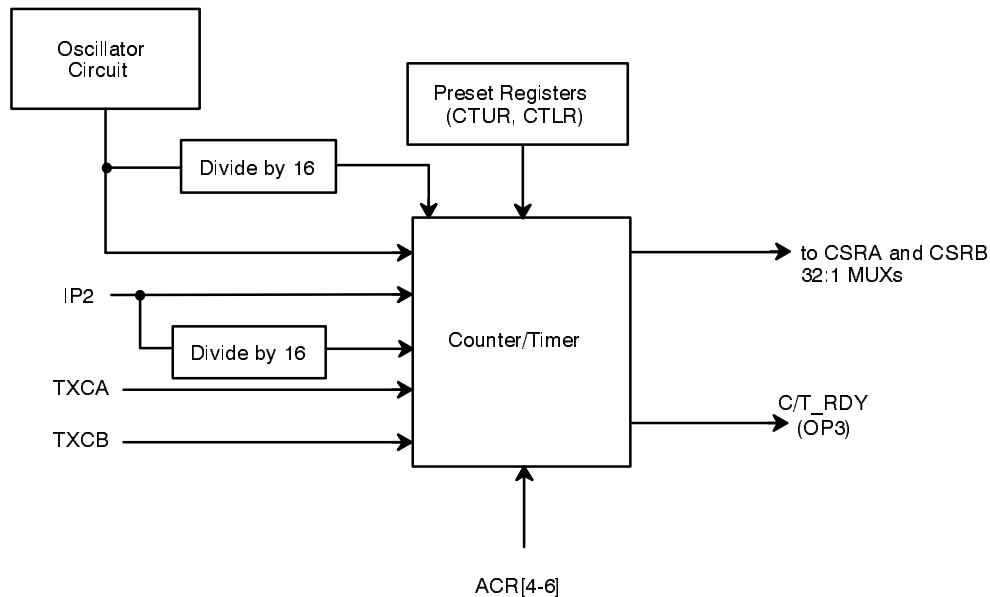 Oscillator
Circuit
Preset Registers
(CTUR, CTLR)
Divide by 16
to CSRA and CSRB
32:1 MUXs
IP2
Counter/Timer
Divide by 16
TXCA
C/T_RDY
(OP3)
TXCB
ACR[4-6]